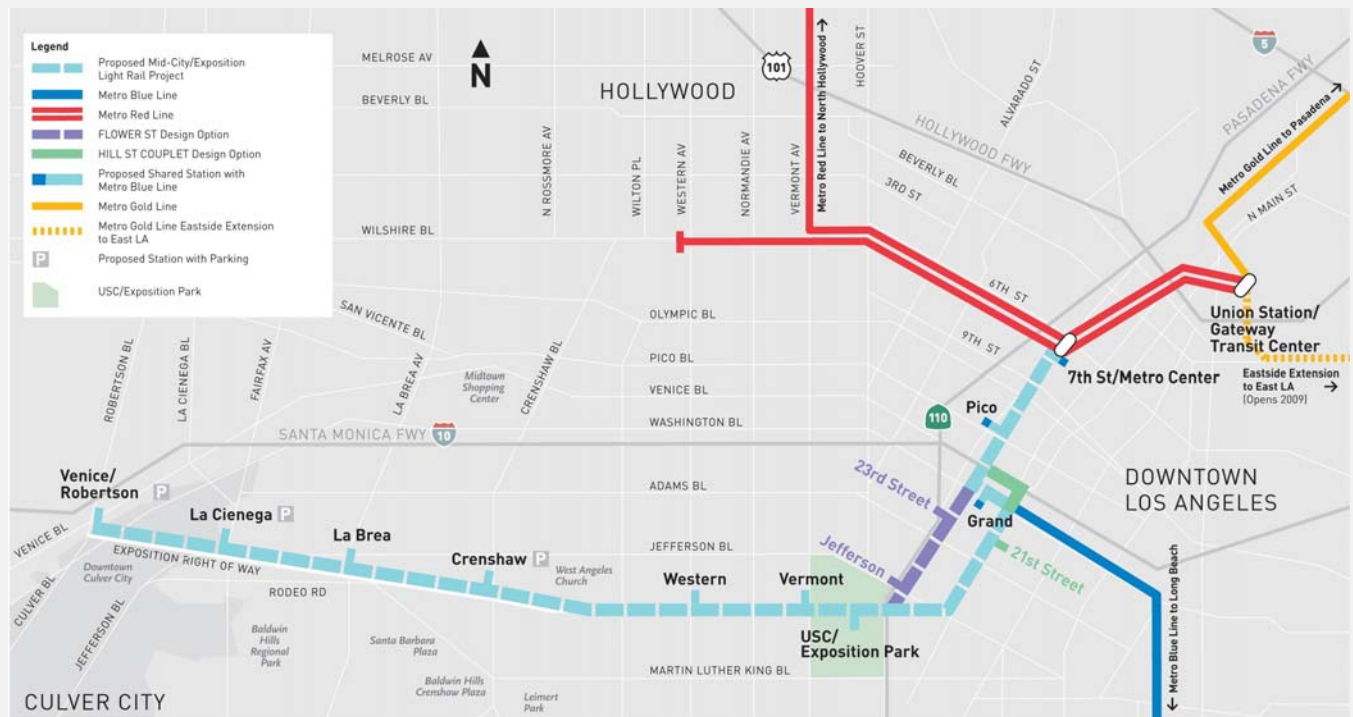 Legend
Proposed Mid-City/Exposition
Light Rail Project
Metro Blue Line
Metro Red Line
FLOWER ST Design Option
HILL ST COUPLET Design Option
Proposed Shared Station with
Metro Blue Line
Metro Gold Line
Metro Gold Line Eastside Extension
to East LA
P
Proposed Station with Parking
USC/Exposition Park
N
MELROSE AV
BEVERLY BL
WILSHIRE BL
HOLLYWOOD
101
5
HOOVER ST
ALVARADO ST
PASADENA FWY
HOLLYWOOD FWY
Metro Red Line to North Hollywood →
Metro Gold Line to Pasadena →
N MAIN ST
BEVERLY BL
3RD ST
N ROSSMORE AV
WILTON PL
WESTERN AV
NORMANDIE AV
VERMONT AV
6TH ST
9TH ST
Union Station/
Gateway
Transit Center
Eastside Extension
to East LA →
(Opens 2009)
7th St/Metro Center
SAN VICENTE BL
OLYMPIC BL
PICO BL
VENICE BL
WASHINGTON BL
ROBERTSON BL
LA CIENEGA BL
FAIRFAX AV
LA BREA AV
CRENSHAW BL
Midtown
Shopping
Center
SANTA MONICA FWY
10
110
Pico
DOWNTOWN
LOS ANGELES
Venice/
Robertson
P
La Cienega
P
La Brea
Crenshaw
P
ADAMS BL
23rd Street
Grand
21st Street
JEFFERSON BL
Jefferson
West Angeles
Church
Western
Vermont
USC/
Exposition Park
VENICE BL
CULVER BL
JEFFERSON BL
Downtown
Culver City
EXPOSITION RIGHT OF WAY
RODEO RD
Baldwin
Hills
Regional
Park
Santa Barbara
Plaza
Baldwin Hills
Crenshaw Plaza
Leimert
Park
MARTIN LUTHER KING BL
← Metro Blue Line to Long Beach
CULVER CITY